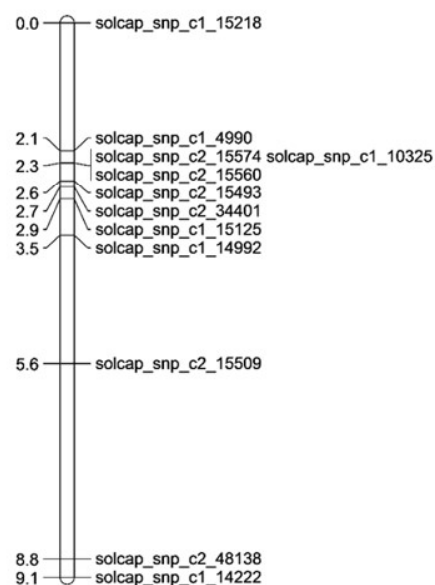 0.0 solcap_snp_c1_15218
2.1 solcap_snp_c1_4990
solcap_snp_c2_15574 solcap_snp_c1_10325
2.3
solcap_snp_c2_15560
2.6 solcap_snp_c2_15493
2.7 solcap_snp_c2_34401
2.9 solcap_snp_c1_15125
3.5 solcap_snp_c1_14992
5.6 solcap_snp_c2_15509
8.8 solcap_snp_c2_48138
9.1 solcap_snp_c1_14222